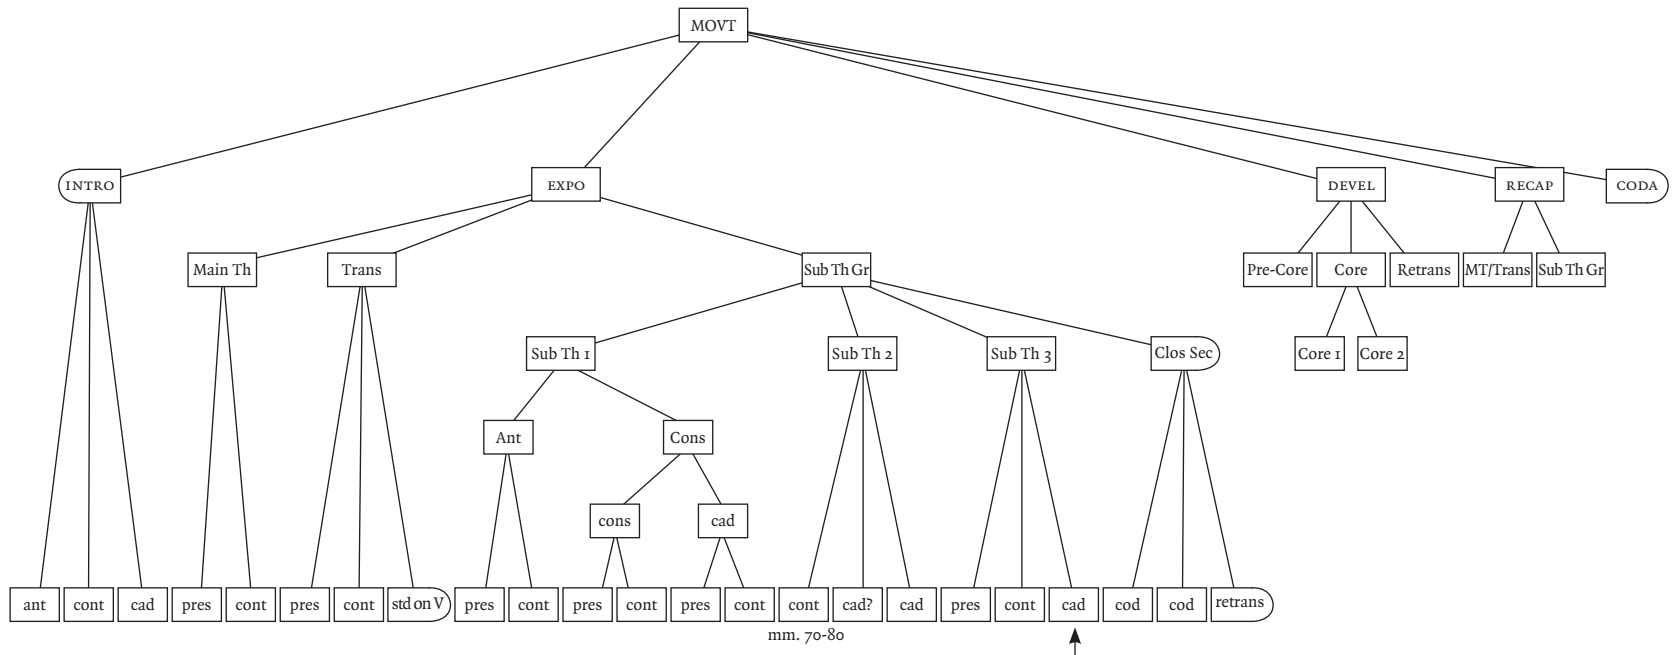 MOVT
INTRO
EXPO
DEVEL
RECAP
CODA
Main Th
Trans
Sub Th Gr
Pre-Core
Core
Retrans
MT/Trans
Sub Th Gr
Sub Th 1
Sub Th 2
Sub Th 3
Clos Sec
Core 1
Core 2
Ant
Cons
cons
cad
ant
cont
cad
pres
cont
pres
cont
std on V
pres
cont
pres
cont
pres
cont
cont
cad?
cad
pres
cont
cad
cod
cod
retrans
mm. 70-80